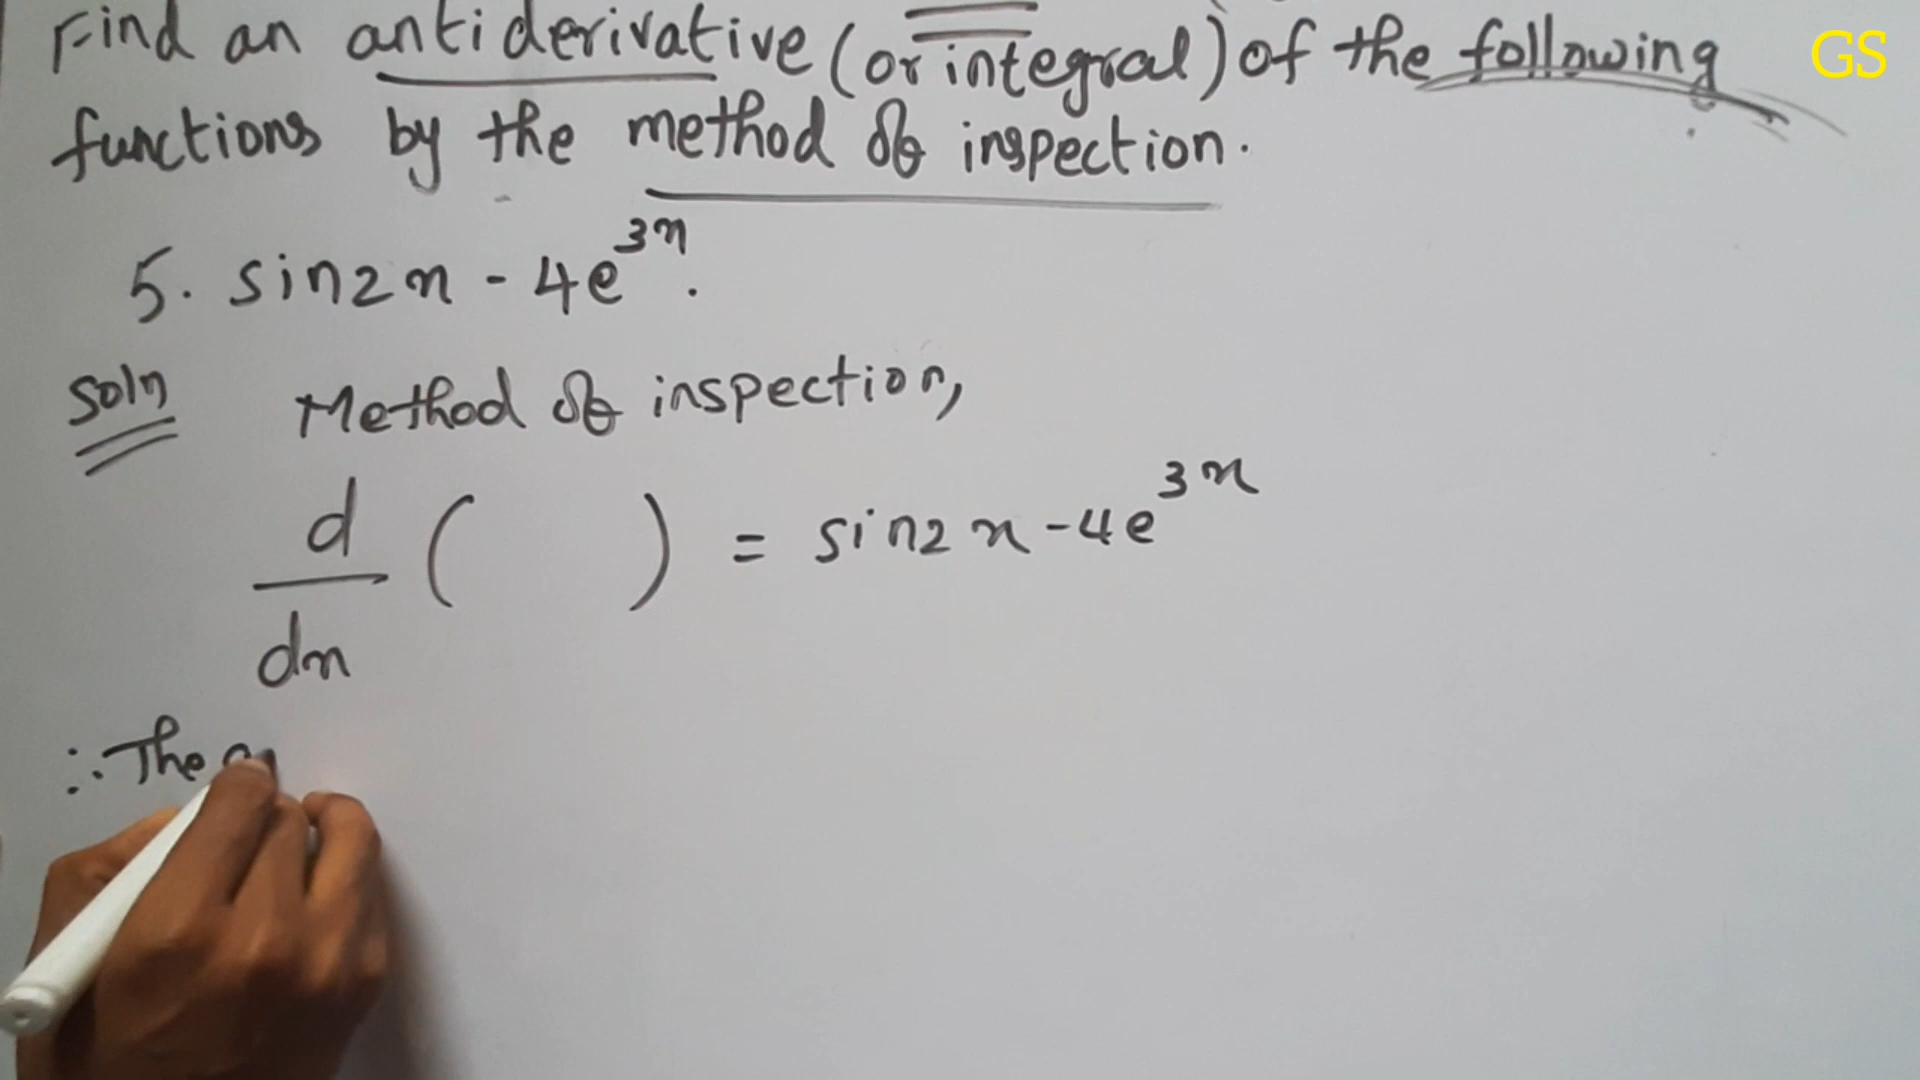 Find an antiderivative (or integral) of the following
GS
functions by the method of inspection.
5. sin2x - 4e^3x.
Soln
Method of inspection,
d/dx ( ) = sin2x - 4e^3x
∴ The